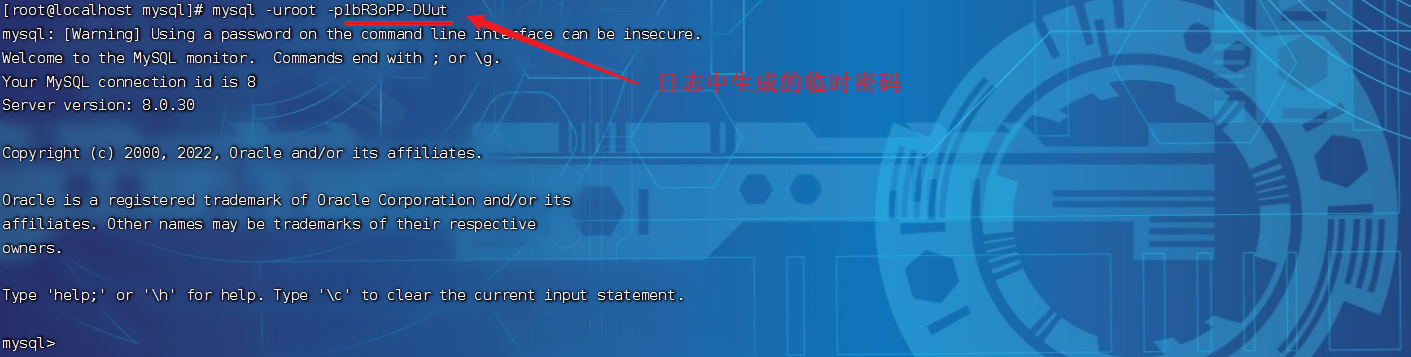 [root@localhost mysql]# mysql -uroot -p1bR3oPP-DUut
mysql: [Warning] Using a password on the command line interface can be insecure.
Welcome to the MySQL monitor.  Commands end with ; or \g.
Your MySQL connection id is 8
日志中生成的临时密码
Server version: 8.0.30
Copyright (c) 2000, 2022, Oracle and/or its affiliates.
Oracle is a registered trademark of Oracle Corporation and/or its
affiliates. Other names may be trademarks of their respective
owners.
Type 'help;' or '\h' for help. Type '\c' to clear the current input statement.
mysql>